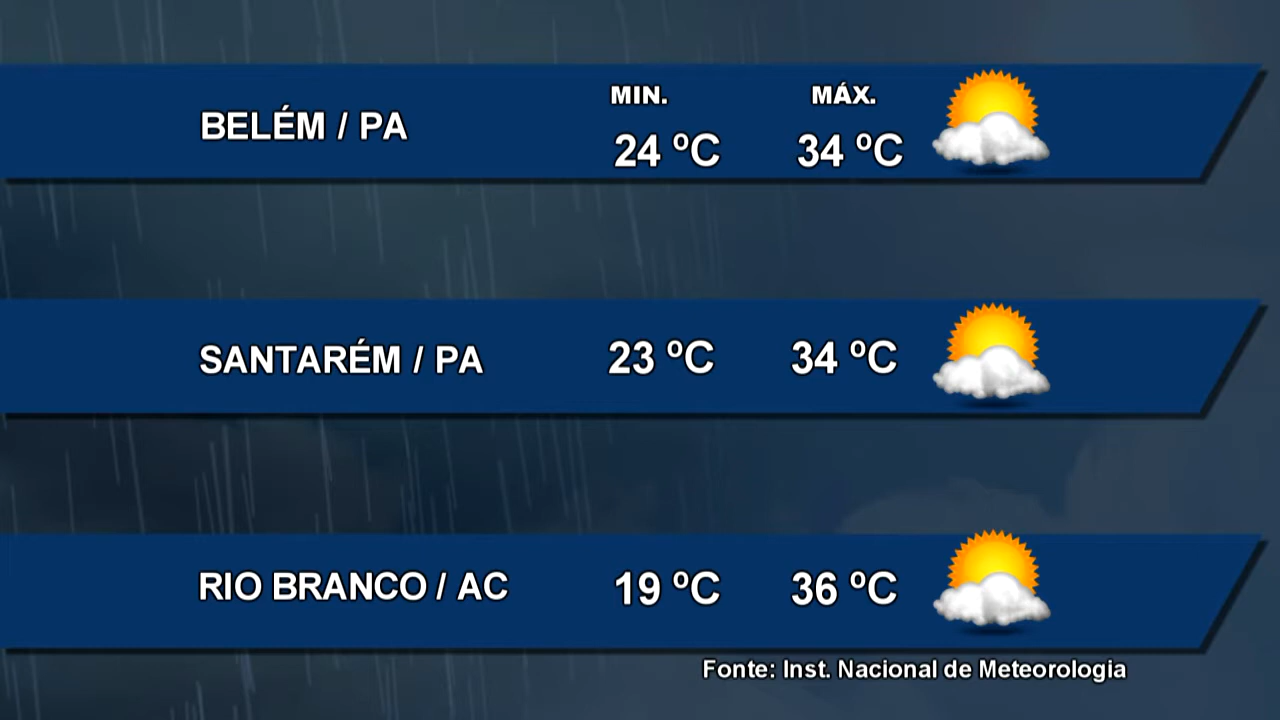 MIN. MÁX.
BELÉM / PA 24 ºC 34 ºC
SANTARÉM / PA 23 ºC 34 ºC
RIO BRANCO / AC 19 ºC 36 ºC
Fonte: Inst. Nacional de Meteorologia